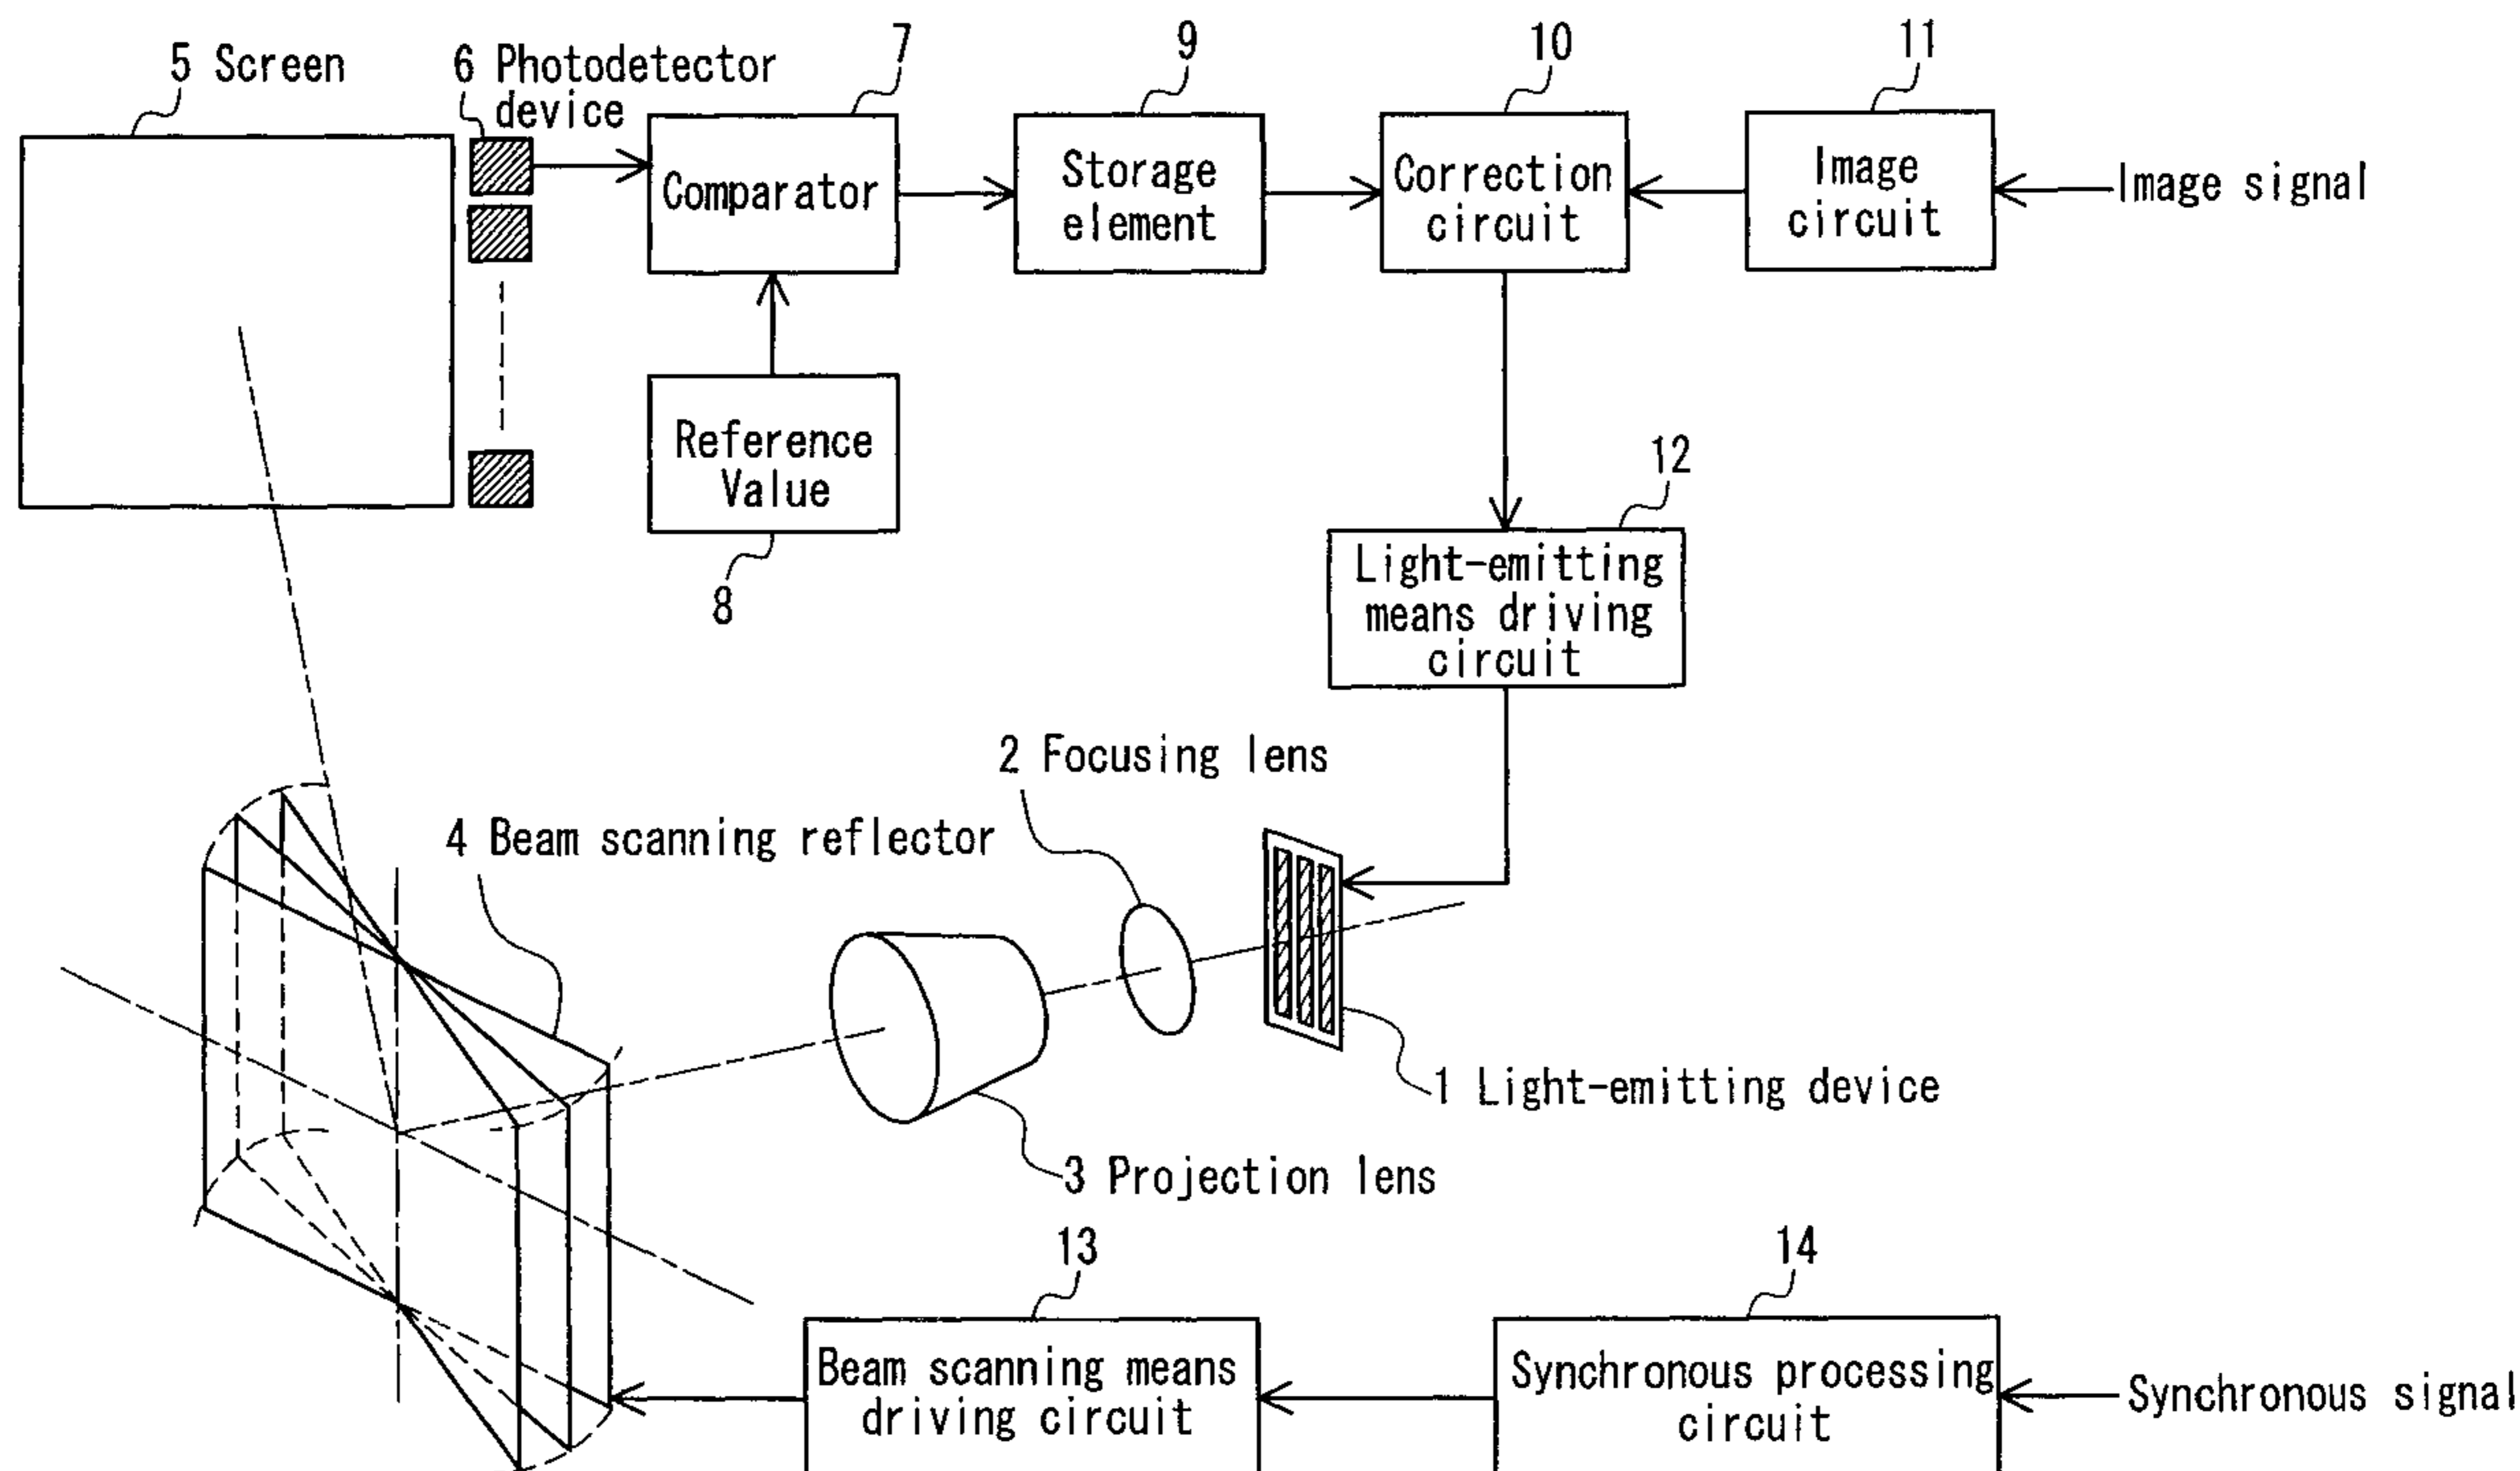 5 Screen
6 Photodetector
device
7
9
10
11
Comparator
Storage
element
Correction
circuit
Image
circuit
Image signal
Reference
Value
8
12
Light-emitting
means driving
circuit
2 Focusing lens
4 Beam scanning reflector
1 Light-emitting device
3 Projection lens
13
14
Beam scanning means
driving circuit
Synchronous processing
circuit
Synchronous signal